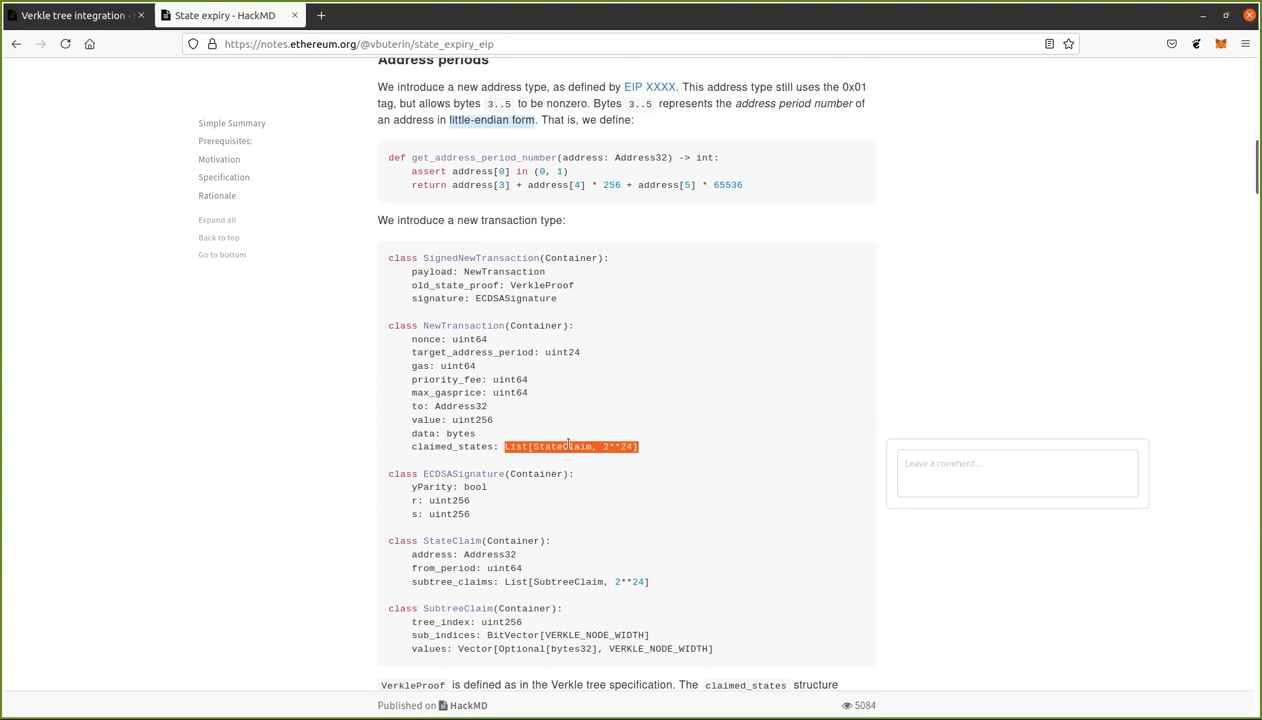 Verkle tree integration -
State expiry - HackMD
https://notes.ethereum.org/@vbuterin/state_expiry_eip
Simple Summary
Prerequisites:
Motivation
Specification
Rationale
Expand all
Back to top
Go to bottom
Address periods
We introduce a new address type, as defined by EIP XXXX. This address type still uses the 0x01
tag, but allows bytes 3..5 to be nonzero. Bytes 3..5 represents the address period number of
an address in little-endian form. That is, we define:
def get_address_period_number(address: Address32) -> int:
assert address[0] in (0, 1)
return address[3] + address[4] * 256 + address[5] * 65536
We introduce a new transaction type:
class SignedNewTransaction(Container):
payload: NewTransaction
old_state_proof: VerkleProof
signature: ECDSASignature
class NewTransaction(Container):
nonce: uint64
target_address_period: uint24
gas: uint64
priority_fee: uint64
max_gasprice: uint64
to: Address32
value: uint256
data: bytes
claimed_states: List[StateClaim, 2**24]
class ECDSASignature(Container):
yParity: bool
r: uint256
s: uint256
class StateClaim(Container):
address: Address32
from_period: uint64
subtree_claims: List[SubtreeClaim, 2**24]
class SubtreeClaim(Container):
tree_index: uint256
sub_indices: BitVector[VERKLE_NODE_WIDTH]
values: Vector[Optional[bytes32], VERKLE_NODE_WIDTH]
VerkleProof is defined as in the Verkle tree specification. The claimed_states structure
Leave a comment...
Published on HackMD
5084